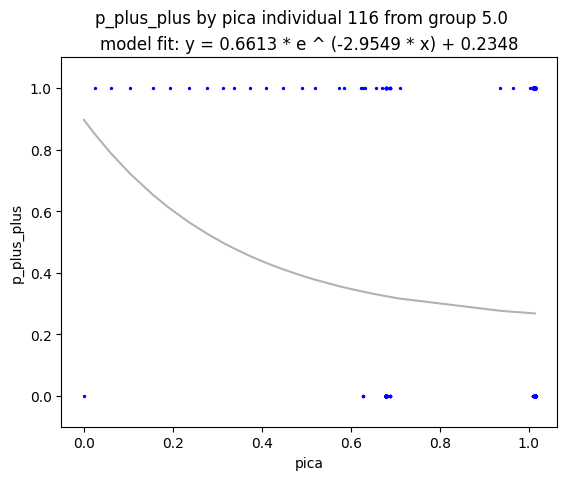 p_plus_plus by pica individual 116 from group 5.0
model fit: y = 0.6613 * e ^ (-2.9549 * x) + 0.2348
1.0
0.8
0.6
0.4
0.2
0.0
p_plus_plus
0.0 0.2 0.4 0.6 0.8 1.0
pica